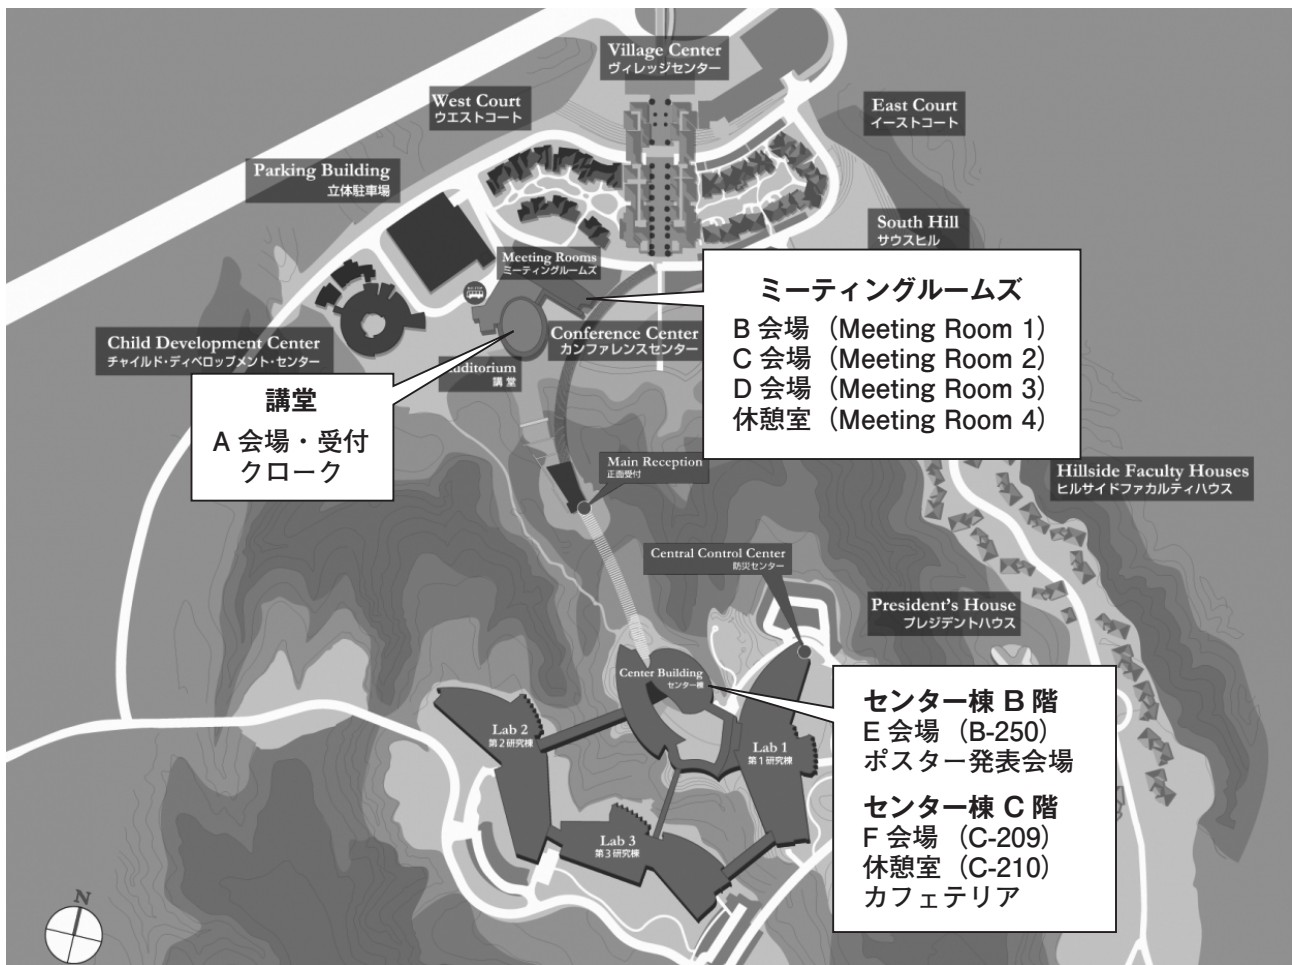 Village Center
ヴィレッジセンター
West Court
ウエストコート
East Court
イーストコート
Parking Building
立体駐車場
South Hill
サウスヒル
Meeting Rooms
ミーティングルームズ
Child Development Center
チャイルド・ディベロップメント・センター
Conference Center
カンファレンスセンター
uditorium
講堂
ミーティングルームズ
B 会場（Meeting Room 1）
C 会場（Meeting Room 2）
D 会場（Meeting Room 3）
休憩室（Meeting Room 4）
講堂
A 会場・受付
クローク
Main Reception
正面受付
Hillside Faculty Houses
ヒルサイドファカルティハウス
Central Control Center
防災センター
President's House
プレジデントハウス
Center Building
センター棟
Lab 2
第2研究棟
Lab 1
第1研究棟
Lab 3
第3研究棟
センター棟 B 階
E 会場（B-250）
ポスター発表会場
センター棟 C 階
F 会場（C-209）
休憩室（C-210）
カフェテリア
N